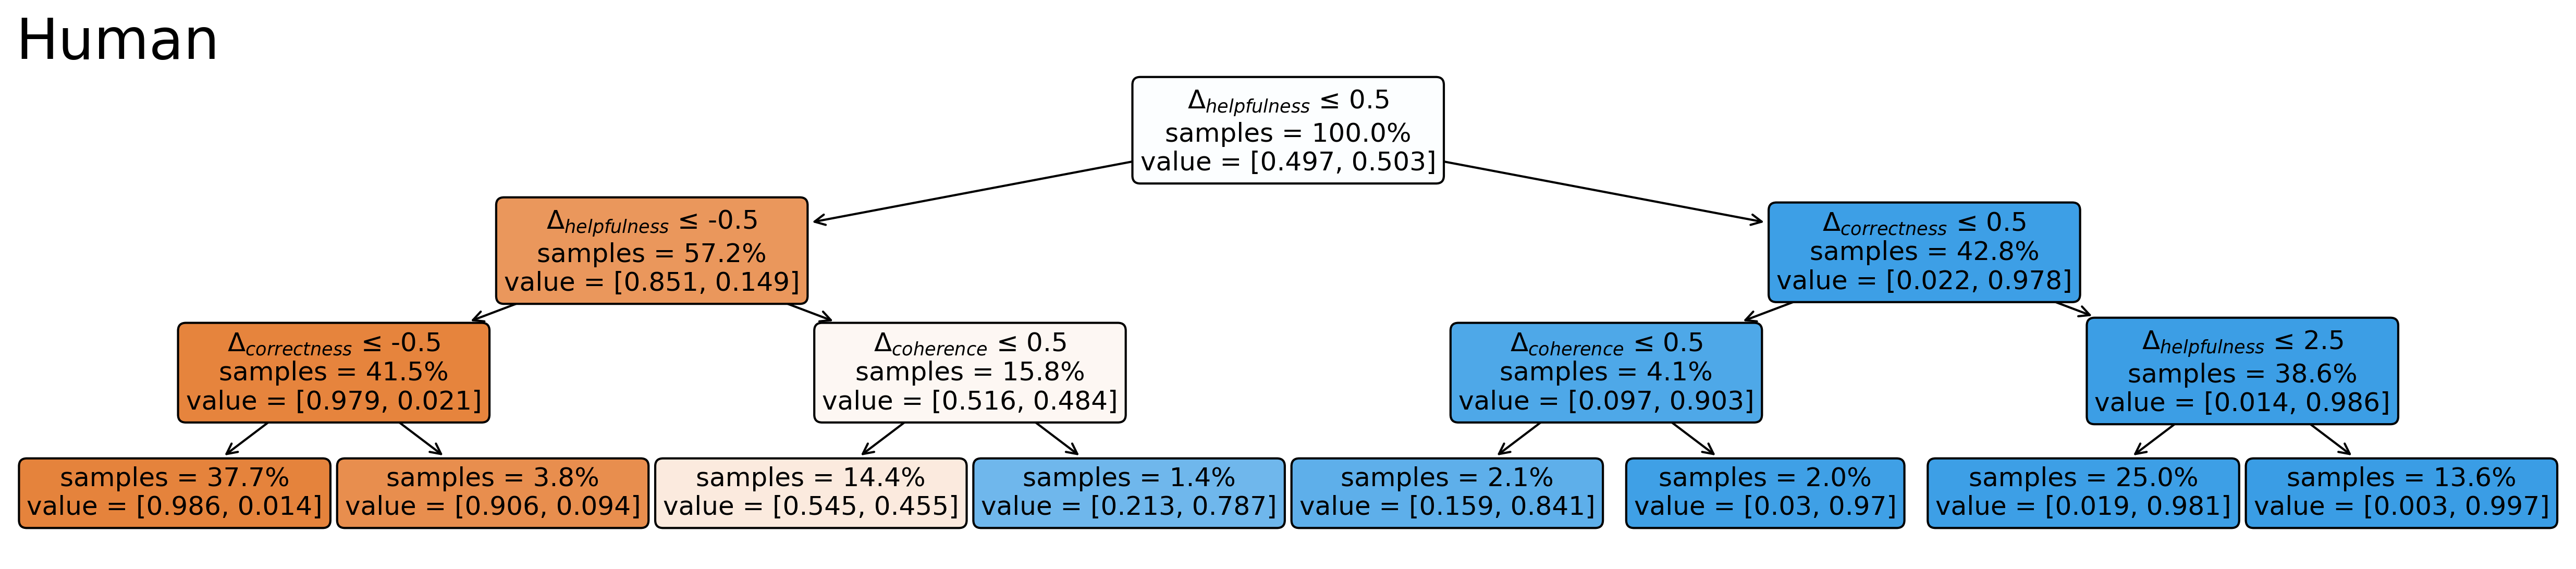 Human
Δhelpfulness ≤ 0.5
samples = 100.0%
value = [0.497, 0.503]
Δhelpfulness ≤ -0.5
samples = 57.2%
value = [0.851, 0.149]
Δcorrectness ≤ 0.5
samples = 42.8%
value = [0.022, 0.978]
Δcorrectness ≤ -0.5
samples = 41.5%
value = [0.979, 0.021]
Δcoherence ≤ 0.5
samples = 15.8%
value = [0.516, 0.484]
Δcoherence ≤ 0.5
samples = 4.1%
value = [0.097, 0.903]
Δhelpfulness ≤ 2.5
samples = 38.6%
value = [0.014, 0.986]
samples = 37.7%
value = [0.986, 0.014]
samples = 3.8%
value = [0.906, 0.094]
samples = 14.4%
value = [0.545, 0.455]
samples = 1.4%
value = [0.213, 0.787]
samples = 2.1%
value = [0.159, 0.841]
samples = 2.0%
value = [0.03, 0.97]
samples = 25.0%
value = [0.019, 0.981]
samples = 13.6%
value = [0.003, 0.997]